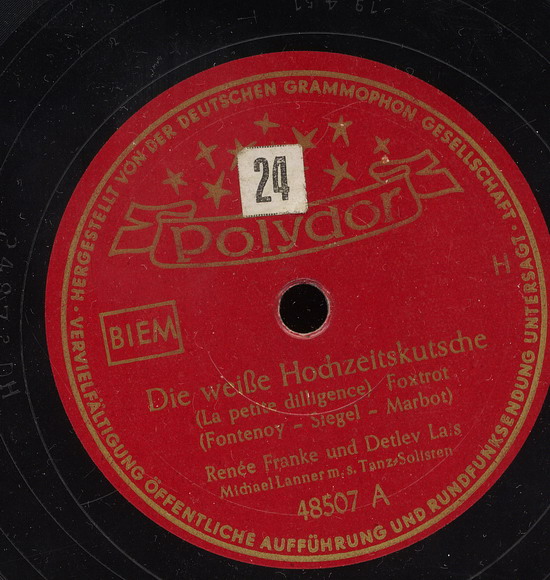 HERGESTELLT VON DER DEUTSCHEN GRAMMOPHON GESELLSCHAFT ·
24
Polydor
H
BIEM
Die weiße Hochzeitskutsche
(La petite dilligence) Foxtrot
(Fontenoy – Siegel – Marbot)
Renée Franke und Detlev Lais
Michael Lanner m. s. Tanz-Solisten
48507 A
· VERVIELFÄLTIGUNG ÖFFENTLICHE AUFFÜHRUNG UND RUNDFUNKSENDUNG UNTERSAGT ·